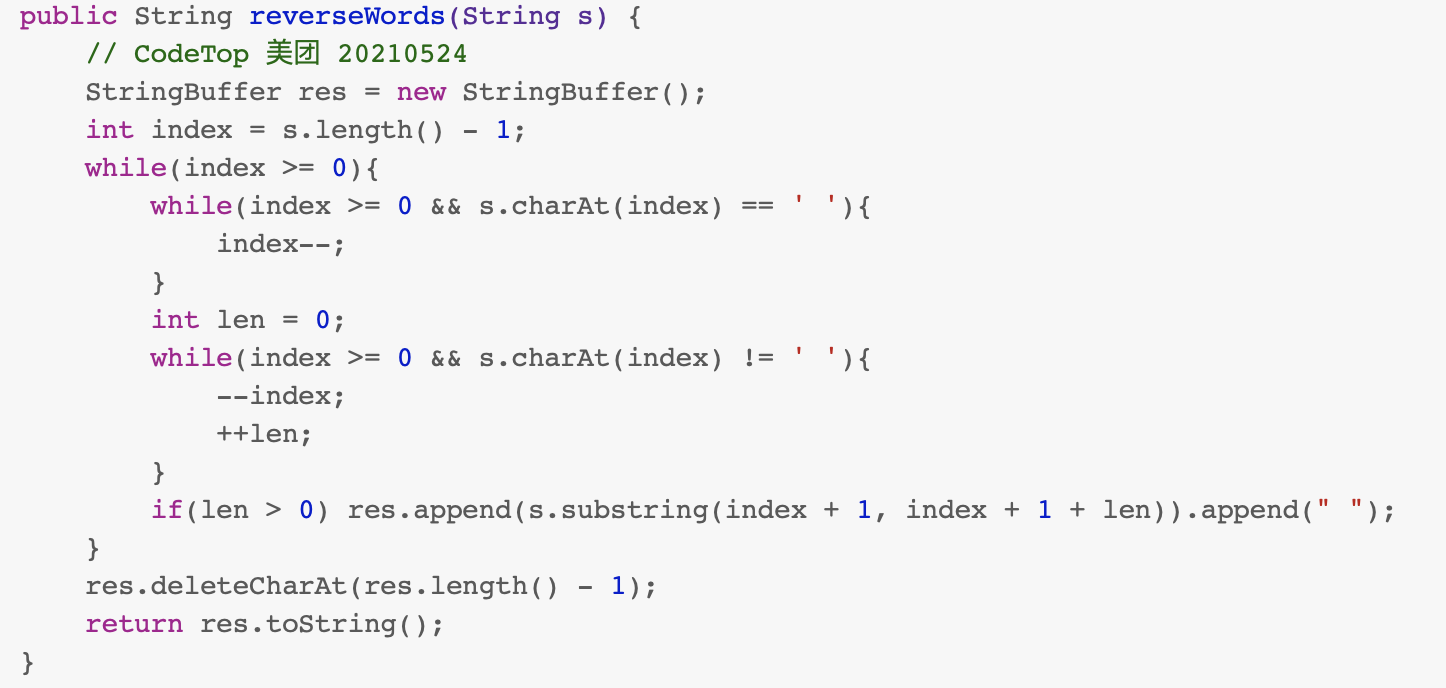 public String reverseWords(String s) {
    // CodeTop 美团 20210524
    StringBuffer res = new StringBuffer();
    int index = s.length() - 1;
    while(index >= 0){
        while(index >= 0 && s.charAt(index) == ' '){
            index--;
        }
        int len = 0;
        while(index >= 0 && s.charAt(index) != ' '){
            --index;
            ++len;
        }
        if(len > 0) res.append(s.substring(index + 1, index + 1 + len)).append(" ");
    }
    res.deleteCharAt(res.length() - 1);
    return res.toString();
}